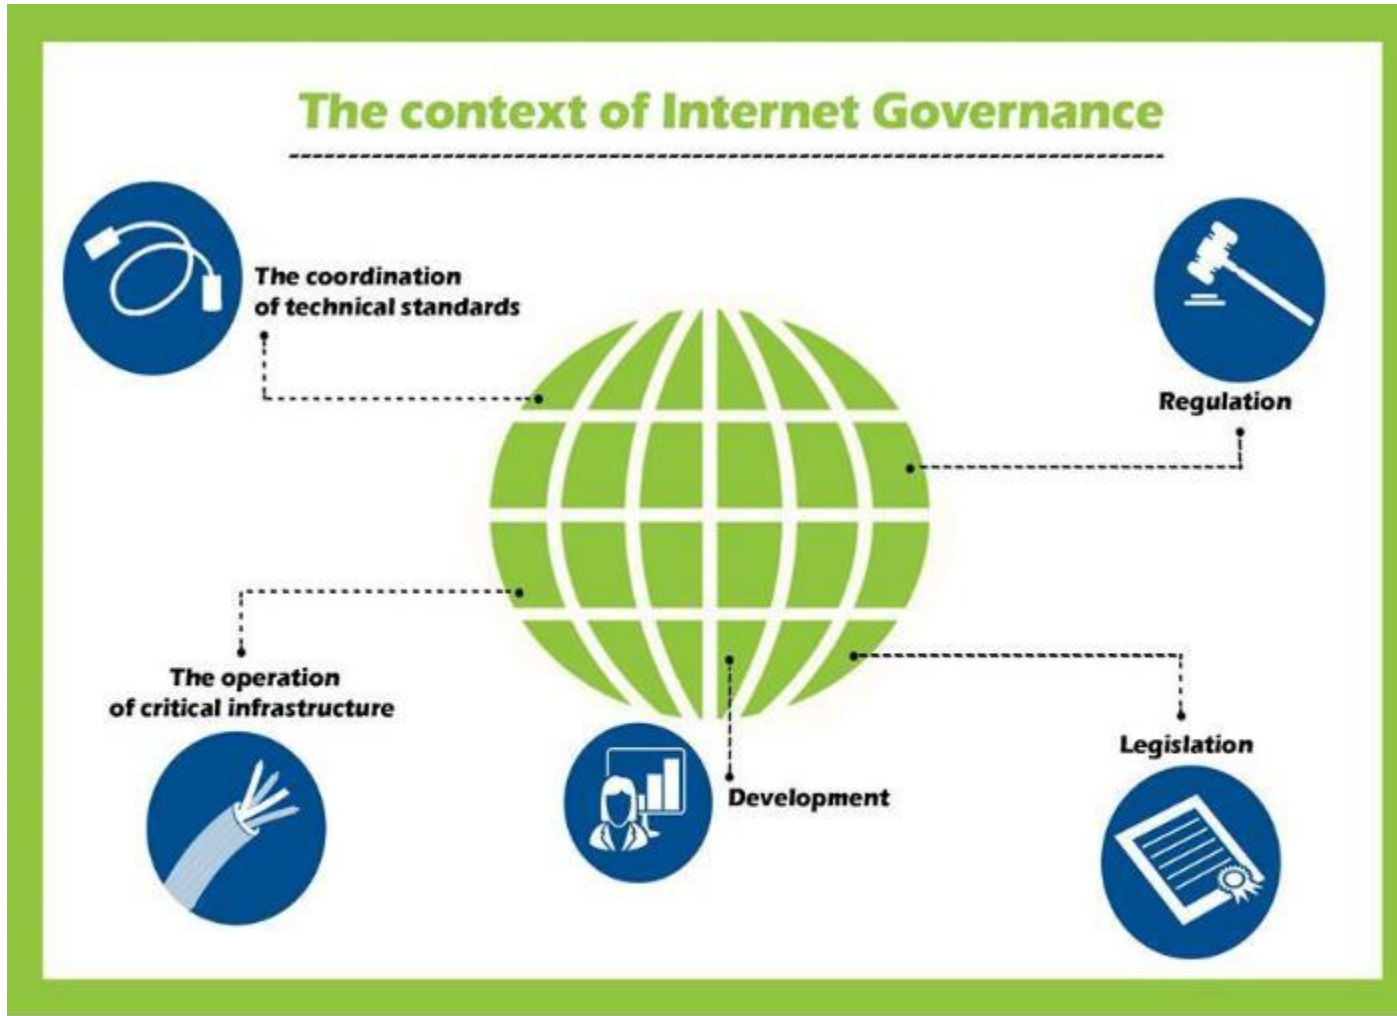 The context of Internet Governance
The coordination
of technical standards
Regulation
The operation
of critical infrastructure
Legislation
Development